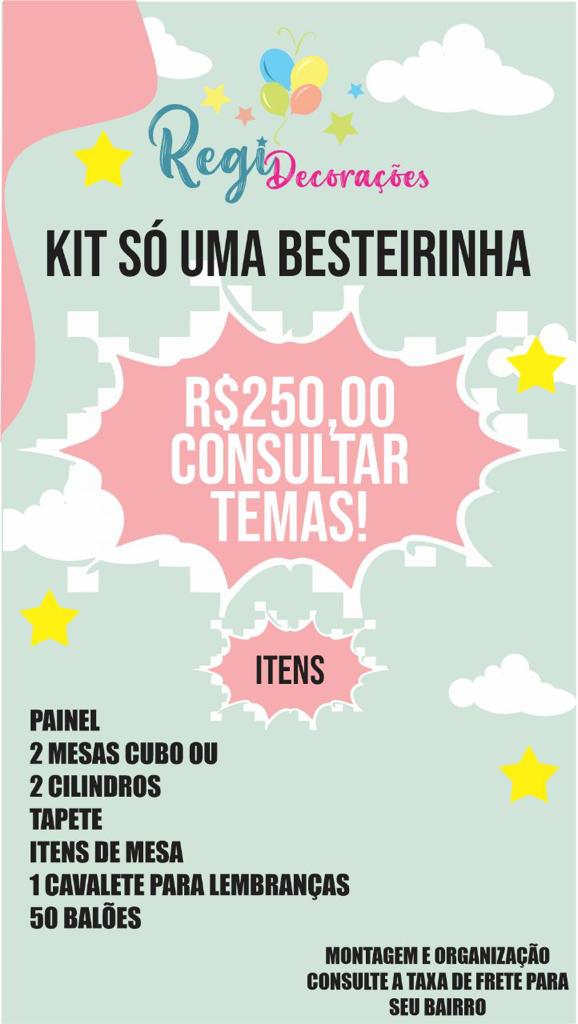 Regi
Decorações
KIT SÓ UMA BESTEIRINHA
R$250,00
CONSULTAR
TEMAS!
ITENS
PAINEL
2 MESAS CUBO OU
2 CILINDROS
TAPETE
ITENS DE MESA
1 CAVALETE PARA LEMBRANÇAS
50 BALÕES
MONTAGEM E ORGANIZAÇÃO
CONSULTE A TAXA DE FRETE PARA
SEU BAIRRO